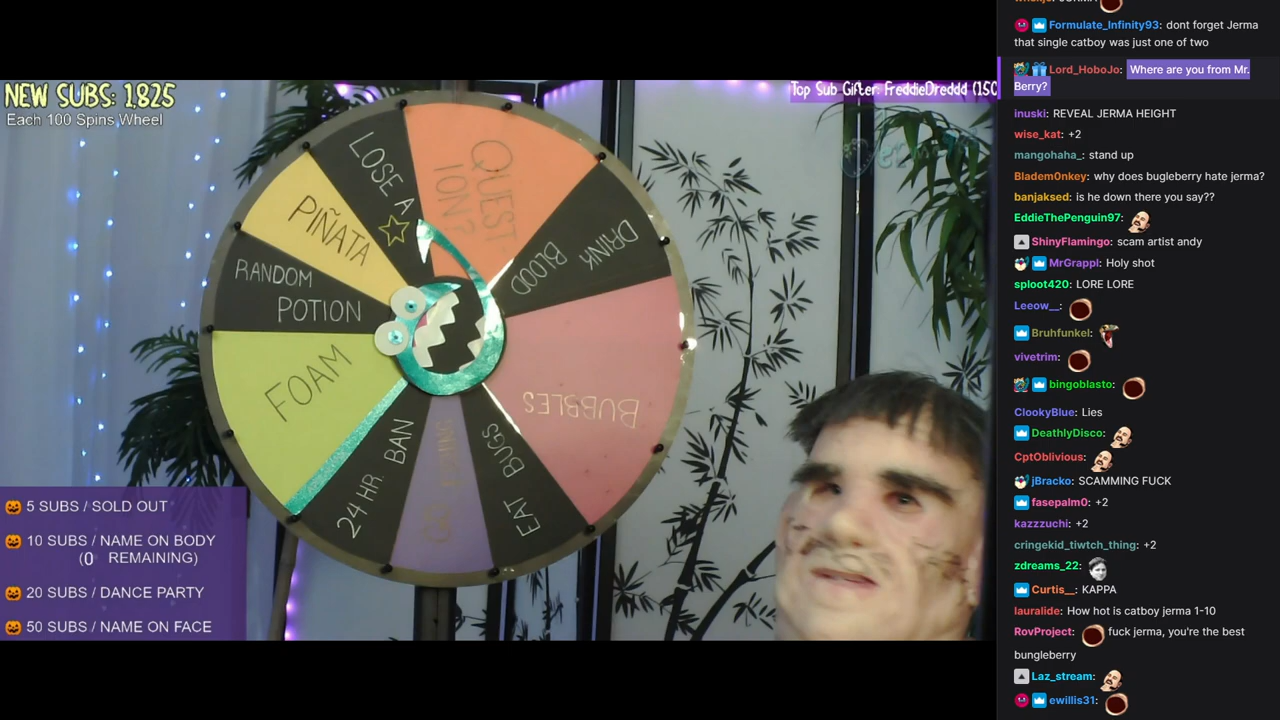 NEW SUBS: 1,825
Each 100 Spins Wheel
Top Sub Gifter: FreddieDreddd (150
LOSE A
QUEST
ION?
DRINK
BLOOD
BUBBLES
EAT BUGS
24 HR. BAN
FOAM
RANDOM
POTION
PIÑATA
5 SUBS / SOLD OUT
10 SUBS / NAME ON BODY
(0 REMAINING)
20 SUBS / DANCE PARTY
50 SUBS / NAME ON FACE
Formulate_Infinity93: dont forget Jerma
that single catboy was just one of two
Lord_HoboJo: Where are you from Mr.
Berry?
inuski: REVEAL JERMA HEIGHT
wise_kat: +2
mangohaha_: stand up
Bladem0nkey: why does bugleberry hate jerma?
banjaksed: is he down there you say??
EddieThePenguin97:
ShinyFlamingo: scam artist andy
MrGrappl: Holy shot
sploot420: LORE LORE
Leeow__:
Bruhfunkel:
vivetrim:
bingoblasto:
ClookyBlue: Lies
DeathlyDisco:
CptOblivious:
jBracko: SCAMMING FUCK
fasepalm0: +2
kazzzuchi: +2
cringekid_tiwtch_thing: +2
zdreams_22:
Curtis__: KAPPA
lauralide: How hot is catboy jerma 1-10
RovProject: fuck jerma, you're the best
bungleberry
Laz_stream:
ewillis31: